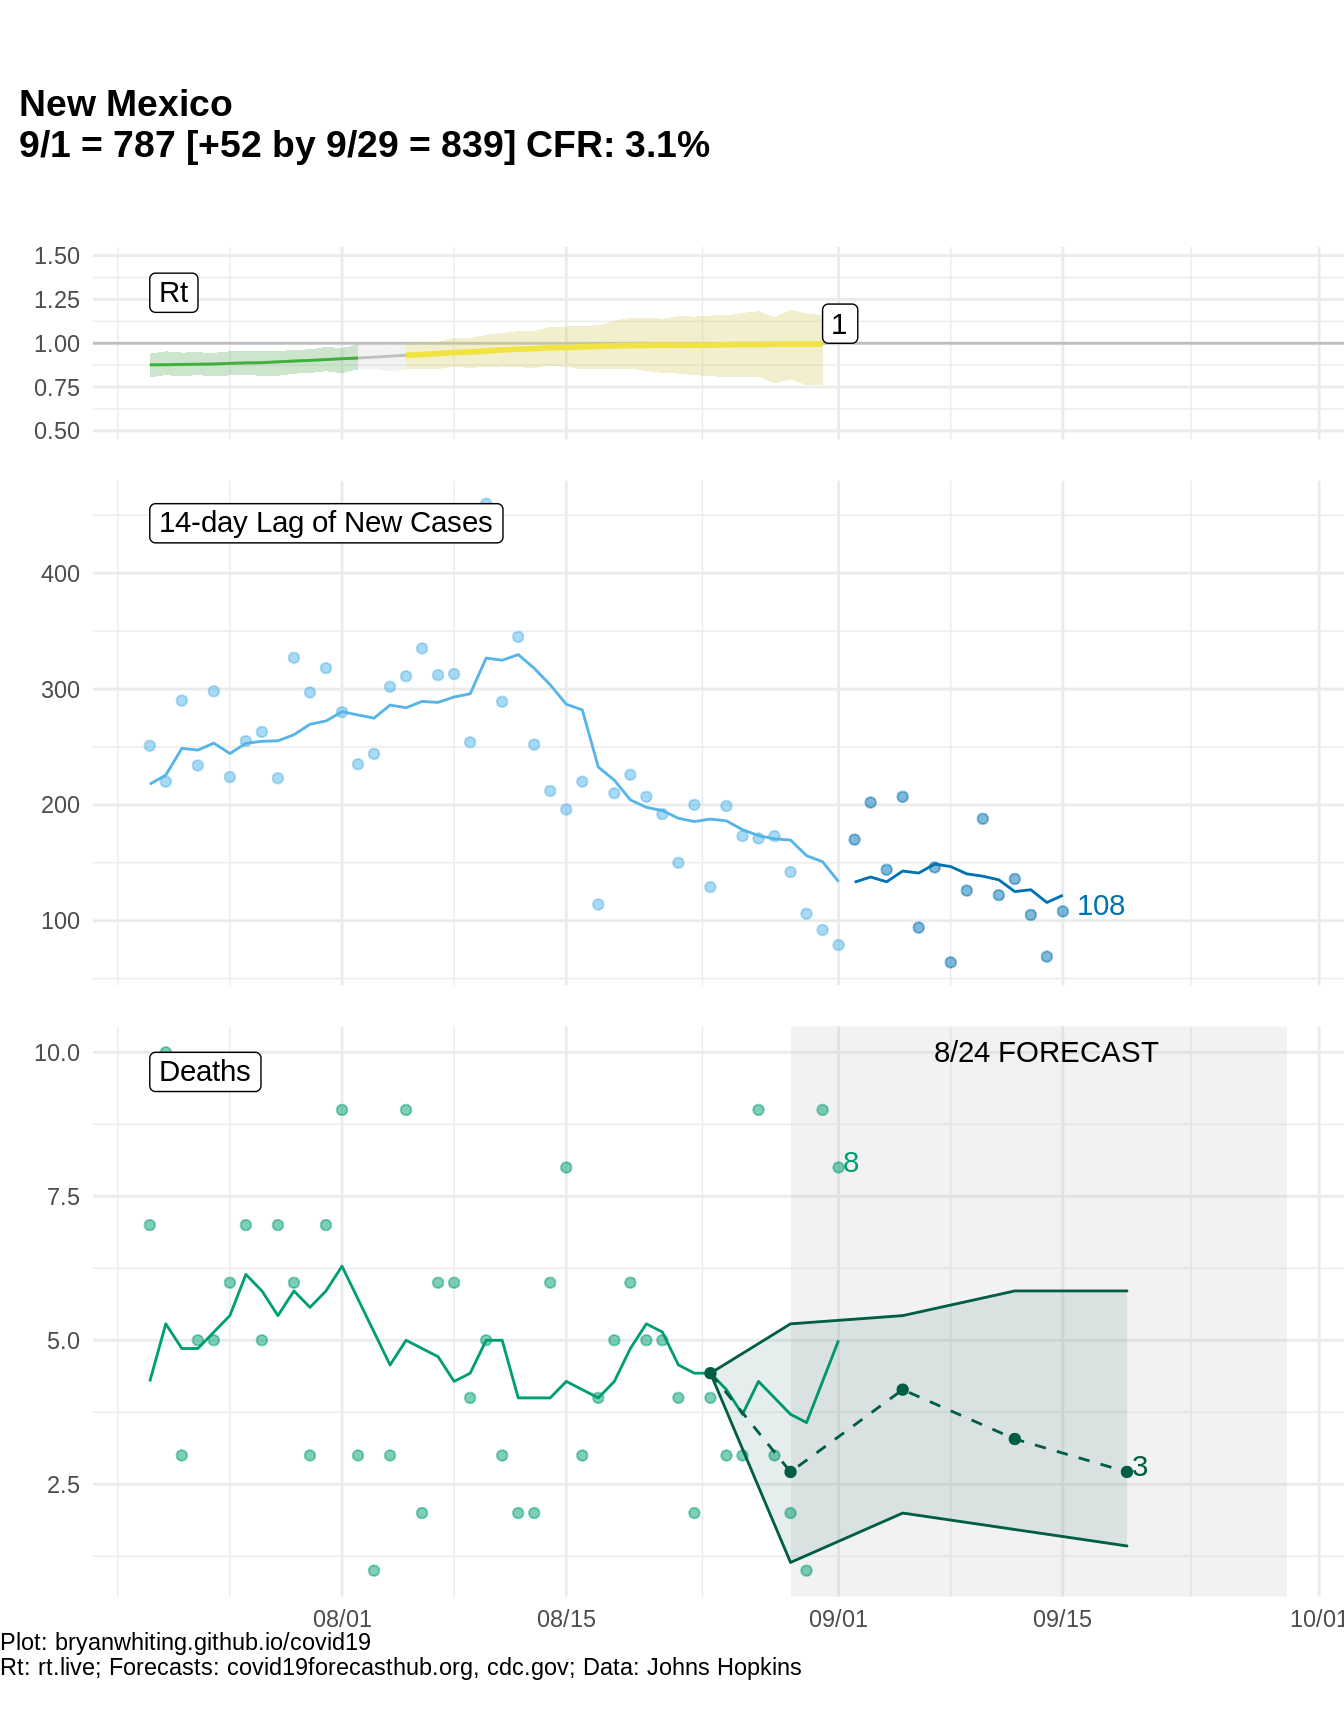 New Mexico
9/1 = 787 [+52 by 9/29 = 839] CFR: 3.1%
1.50
Rt
1.25
1
1.00
0.75
0.50
14-day Lag of New Cases
400
300
200
108
100
10.0
8/24 FORECAST
Deaths
8
7.5
5.0
3
2.5
08/01 08/15 09/01 09/15 10/01
Plot: bryanwhiting.github.io/covid19
Rt: rt.live; Forecasts: covid19forecasthub.org, cdc.gov; Data: Johns Hopkins